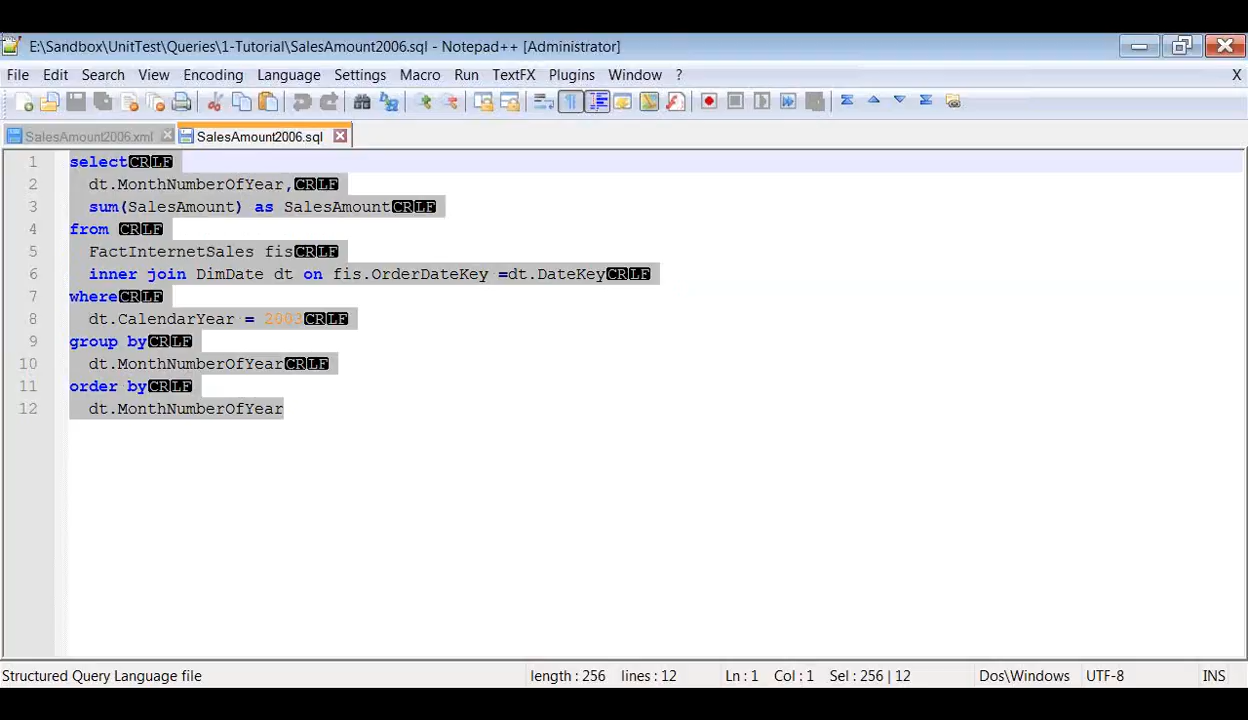 E:\Sandbox\UnitTest\Queries\1-Tutorial\SalesAmount2006.sql - Notepad++ [Administrator]
File Edit Search View Encoding Language Settings Macro Run TextFX Plugins Window ? X
SalesAmount2006.xml SalesAmount2006.sql
1 selectCRLF
2 dt.MonthNumberOfYear,CRLF
3 sum(SalesAmount) as SalesAmountCRLF
4 from CRLF
5 FactInternetSales fisCRLF
6 inner join DimDate dt on fis.OrderDateKey =dt.DateKeyCRLF
7 whereCRLF
8 dt.CalendarYear = 2003CRLF
9 group byCRLF
10 dt.MonthNumberOfYearCRLF
11 order byCRLF
12 dt.MonthNumberOfYear
Structured Query Language file length : 256 lines : 12 Ln : 1 Col : 1 Sel : 256 | 12 Dos\Windows UTF-8 INS